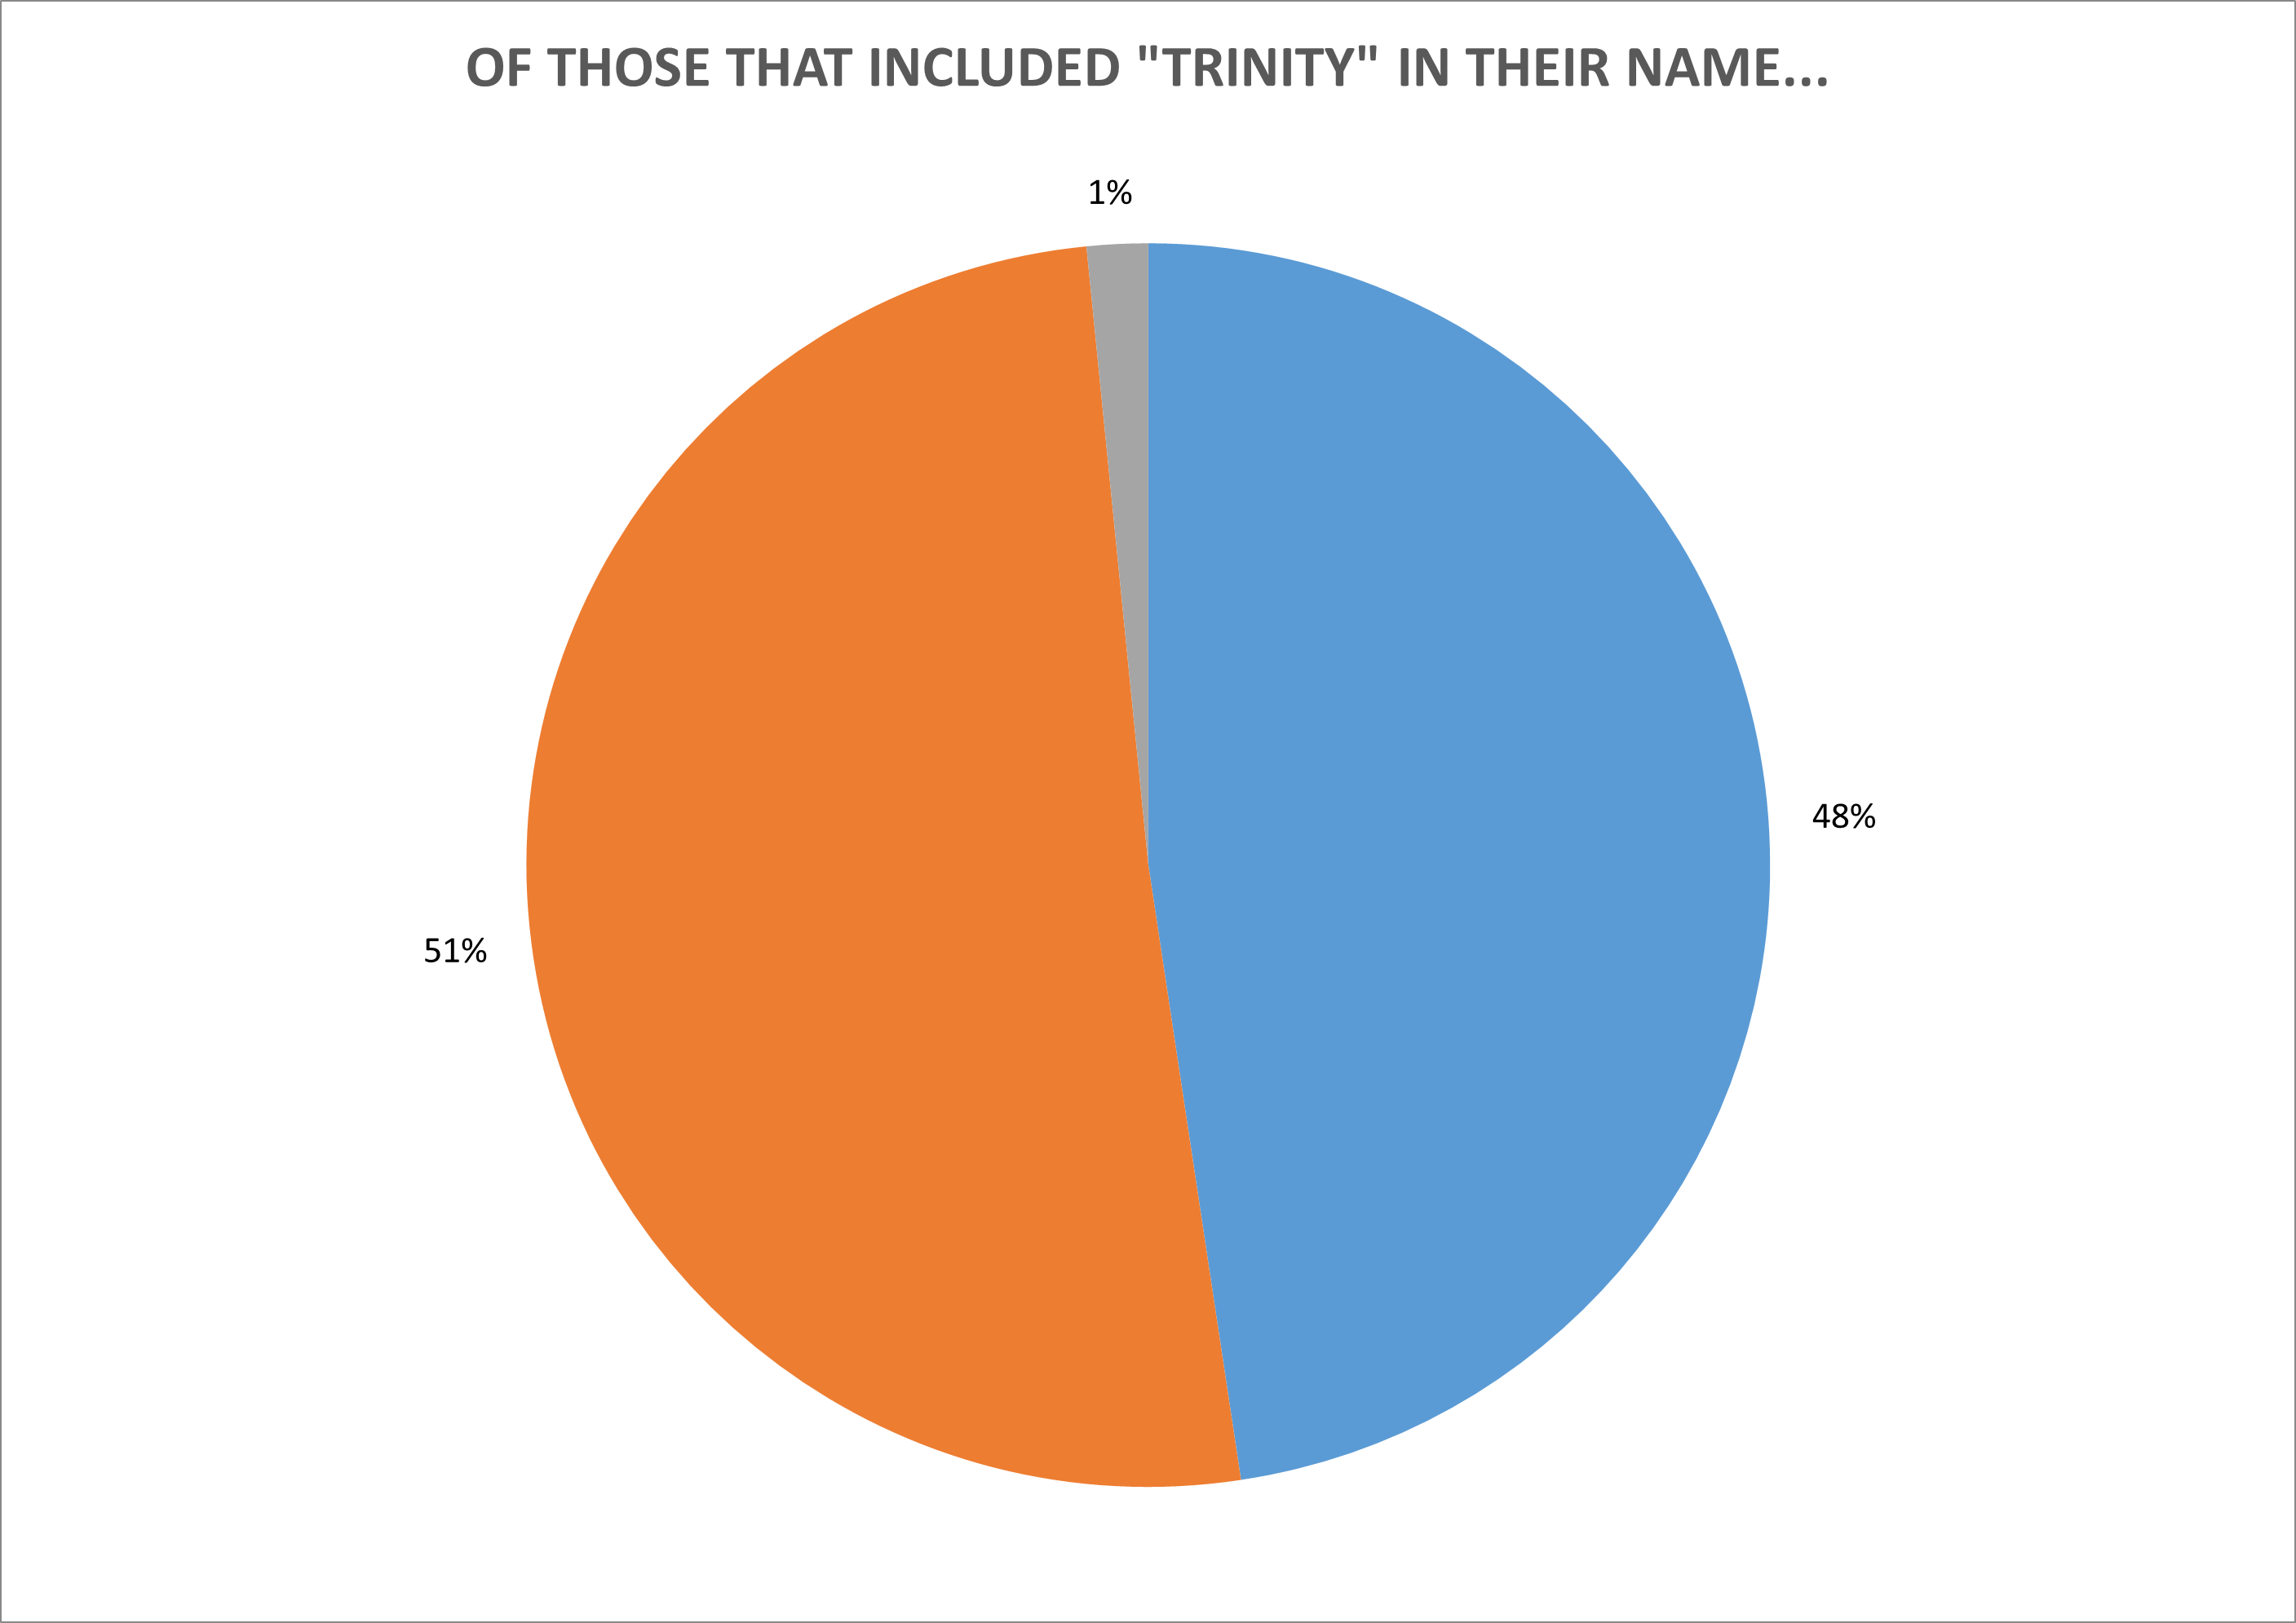 OF THOSE THAT INCLUDED "TRINITY" IN THEIR NAME...
1%
48%
51%